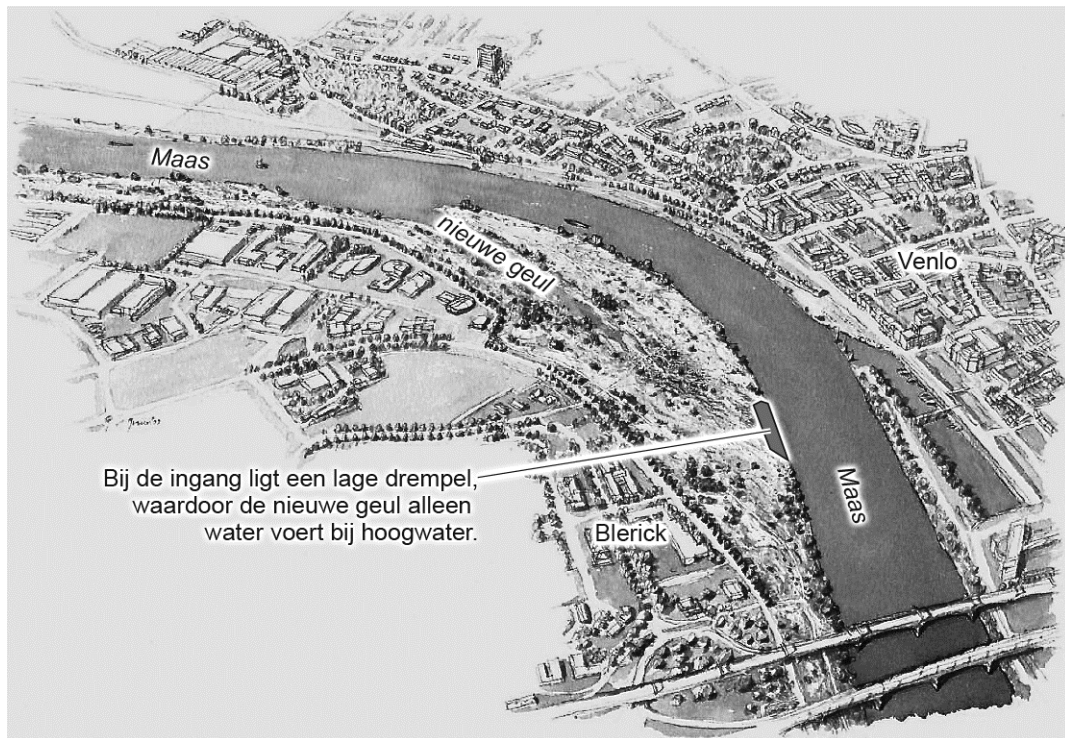 Maas
nieuwe geul
Venlo
Maas
Bij de ingang ligt een lage drempel,
waardoor de nieuwe geul alleen
water voert bij hoogwater.
Blerick